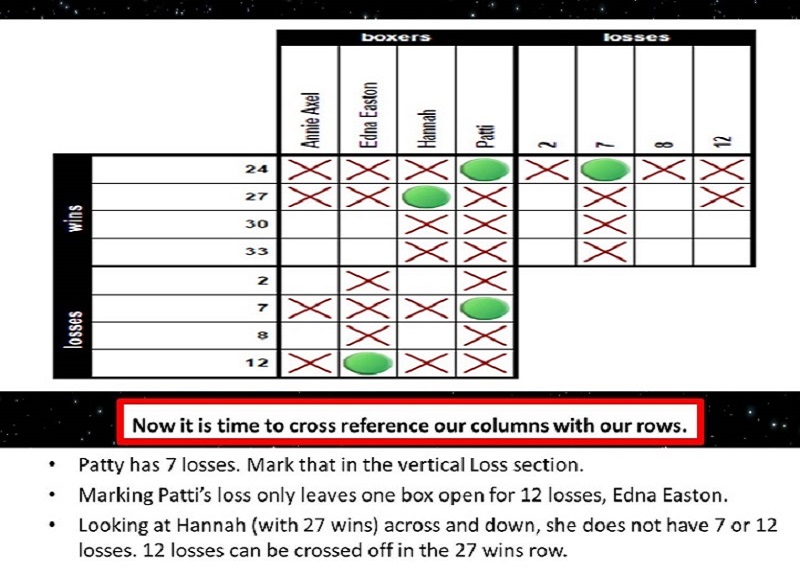 boxers losses
Annie Axel Edna Easton Hannah Patti 2 7 8 12
wins
24
27
30
33
losses
2
7
8
12
Now it is time to cross reference our columns with our rows.
• Patty has 7 losses. Mark that in the vertical Loss section.
• Marking Patti's loss only leaves one box open for 12 losses, Edna Easton.
• Looking at Hannah (with 27 wins) across and down, she does not have 7 or 12
losses. 12 losses can be crossed off in the 27 wins row.